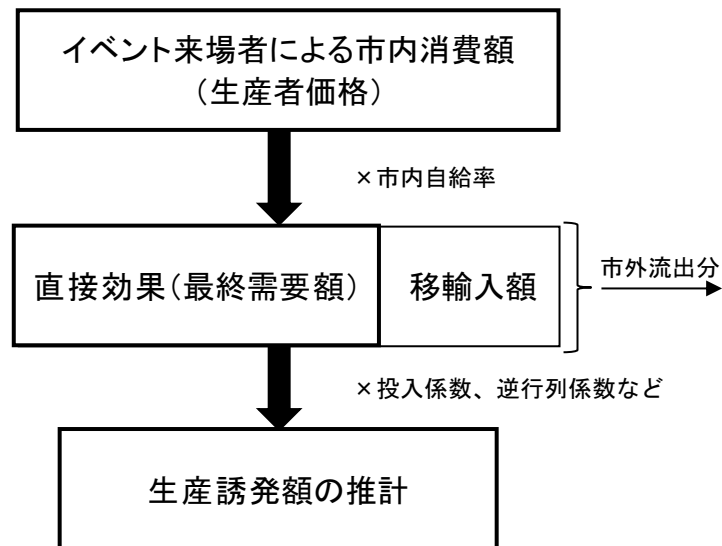 イベント来場者による市内消費額
（生産者価格）
×市内自給率
直接効果（最終需要額）
移輸入額
市外流出分
×投入係数、逆行列係数など
生産誘発額の推計